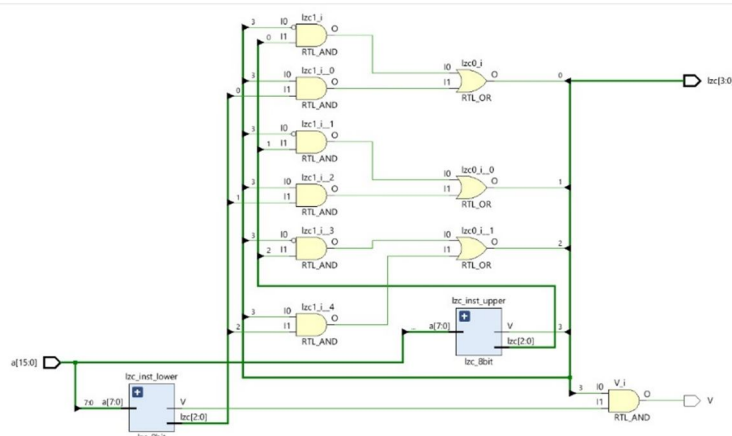 3 I0 lzc1_i O
0 I1 RTL_AND
3 I0 lzc1_i__0 O
0 I1 RTL_AND
I0 lzc0_i O 0
I1 RTL_OR
lzc[3:0
3 I0 lzc1_i__1 O
1 I1 RTL_AND
3 I0 lzc1_i__2 O
1 I1 RTL_AND
I0 lzc0_i__0 O 1
I1 RTL_OR
3 I0 lzc1_i__3 O
2 I1 RTL_AND
I0 lzc0_i__1 O 2
I1 RTL_OR
3 I0 lzc1_i__4 O
2 I1 RTL_AND
lzc_inst_upper
a[7:0] V 3
lzc[2:0]
lzc_8bit
a[15:0]
lzc_inst_lower
7:0 a[7:0] V
lzc[2:0]
3 I0 V_i O V
I1 RTL_AND